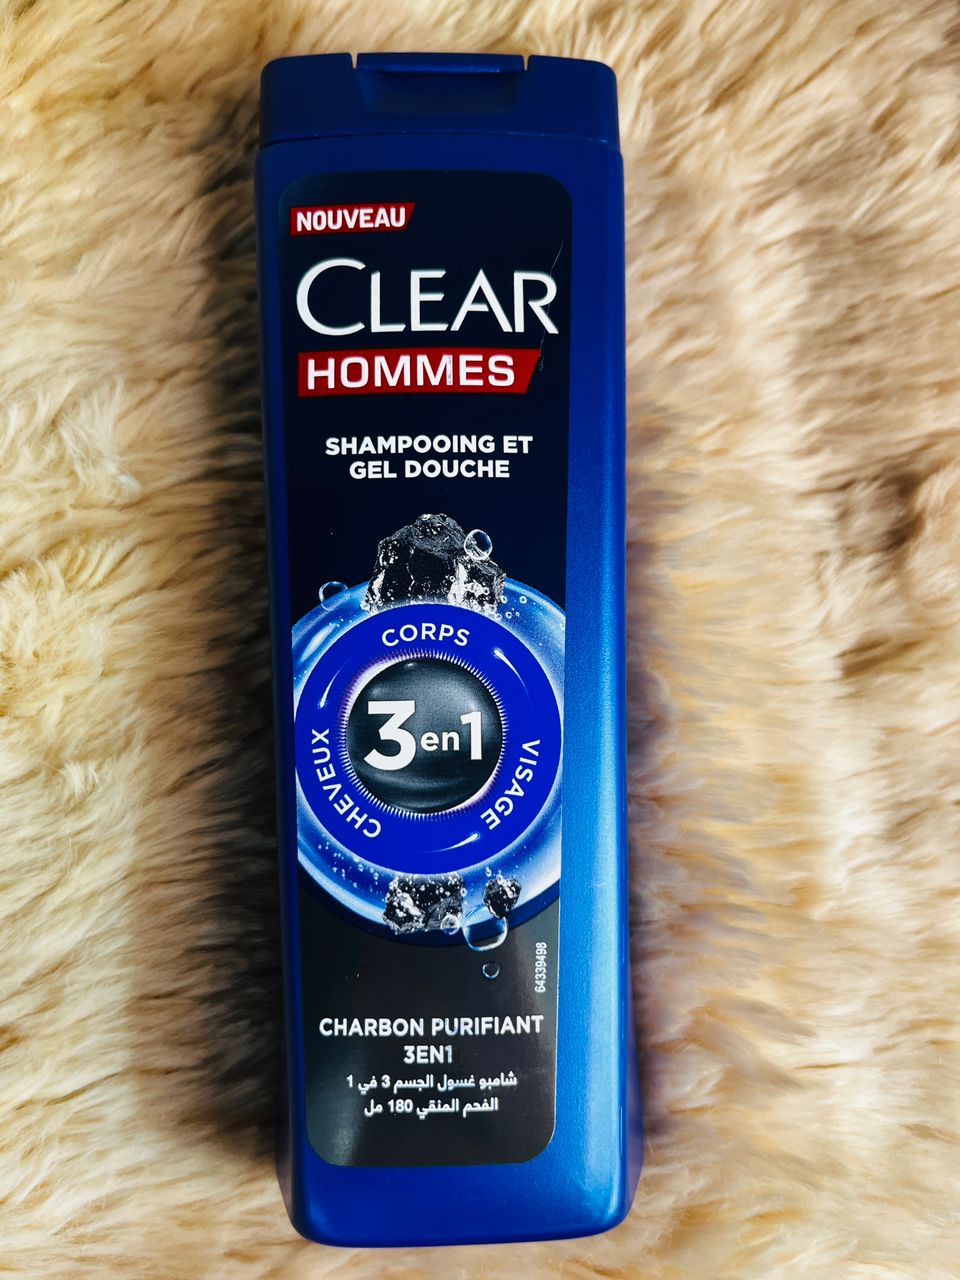 NOUVEAU
CLEAR
HOMMES
SHAMPOOING ET
GEL DOUCHE
CORPS
3en1
CHEVEUX
VISAGE
64339498
CHARBON PURIFIANT
3EN1
شامبو غسول الجسم 3 في 1
الفحم المنقي 180 مل